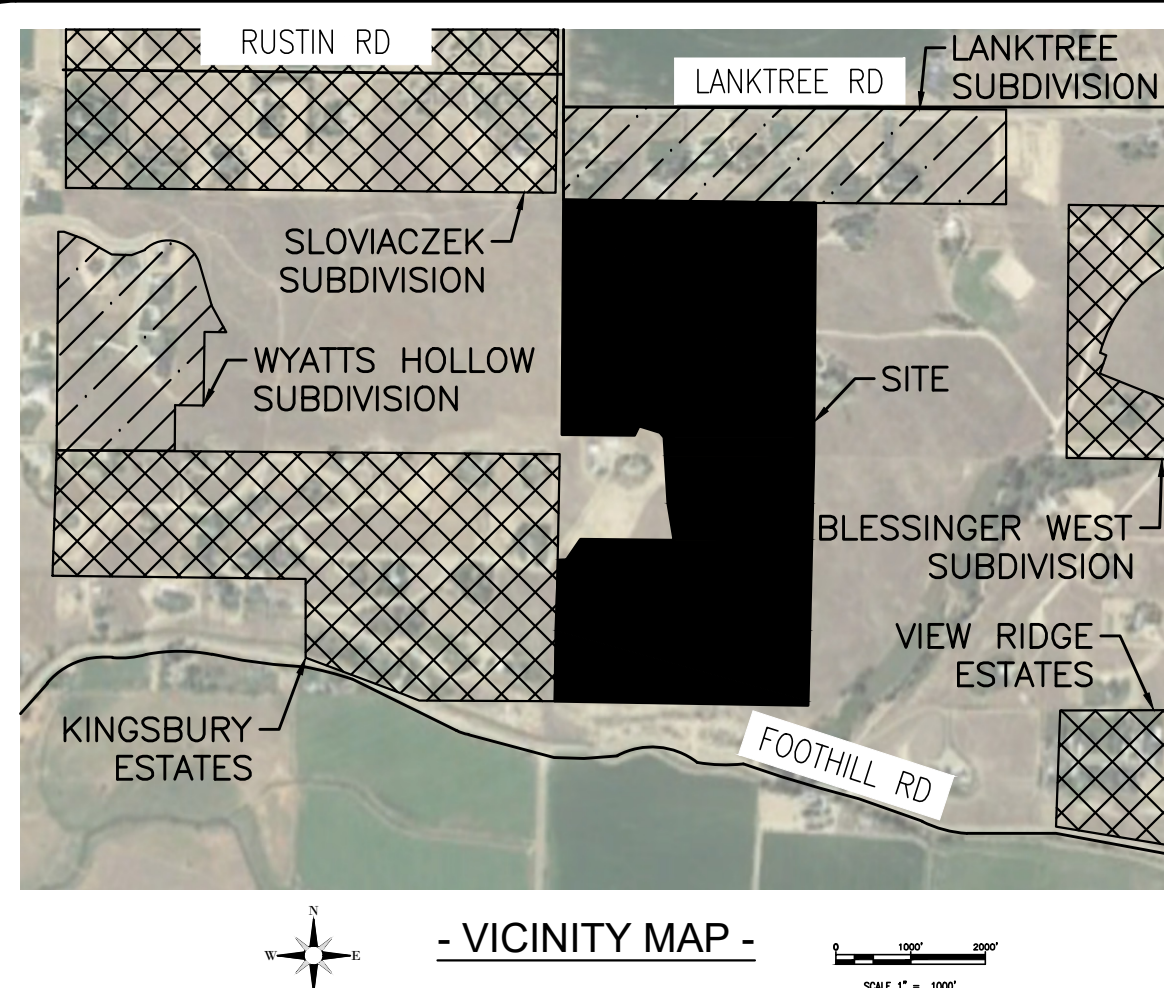 RUSTIN RD
LANKTREE RD
LANKTREE
SUBDIVISION
SLOVIACZEK
SUBDIVISION
WYATTS HOLLOW
SUBDIVISION
SITE
BLESSINGER WEST
SUBDIVISION
VIEW RIDGE
ESTATES
KINGSBURY
ESTATES
FOOTHILL RD
N
W
E
- VICINITY MAP -
0 1000' 2000'
SCALE 1" = 1000'